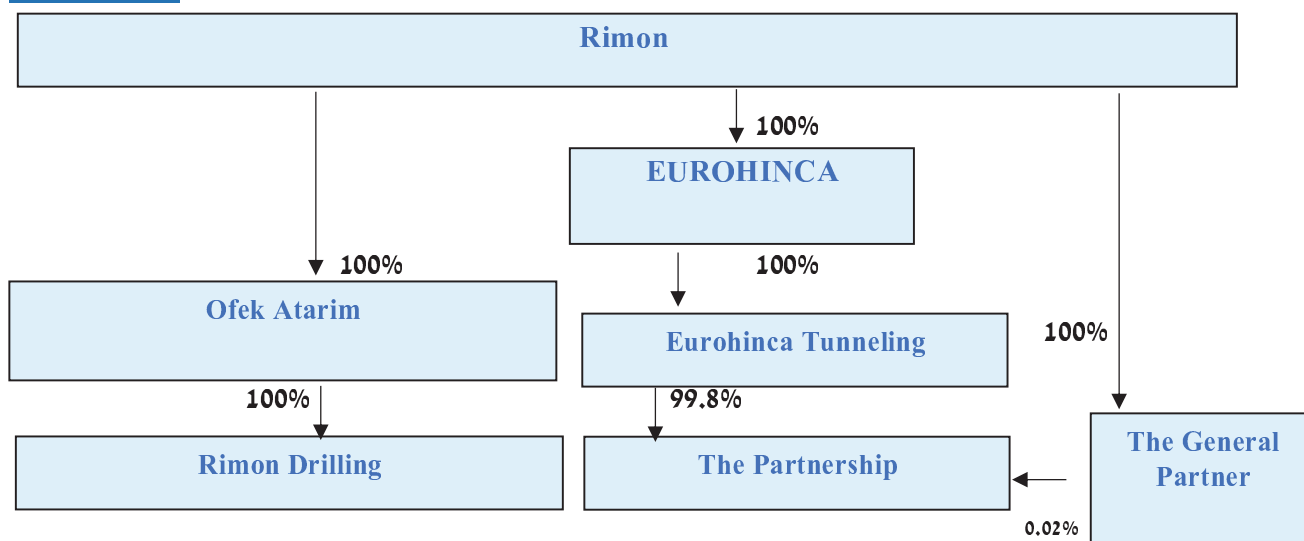 Rimon
100%
EUROHINCA
100%
100%
Ofek Atarim
Eurohinca Tunneling
100%
100%
99.8%
Rimon Drilling
The Partnership
The General
Partner
0.02%